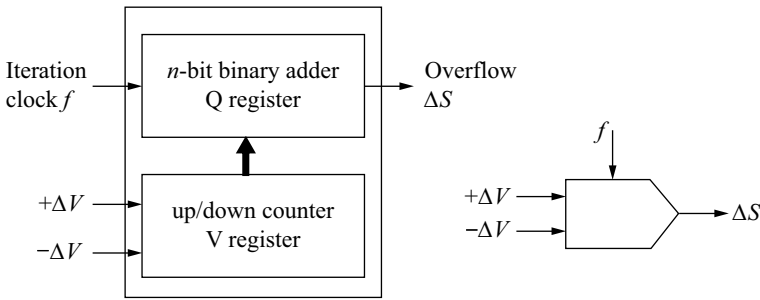 Iteration
clock f
n-bit binary adder
Q register
Overflow
ΔS
+ΔV
−ΔV
up/down counter
V register
f
+ΔV
−ΔV
ΔS